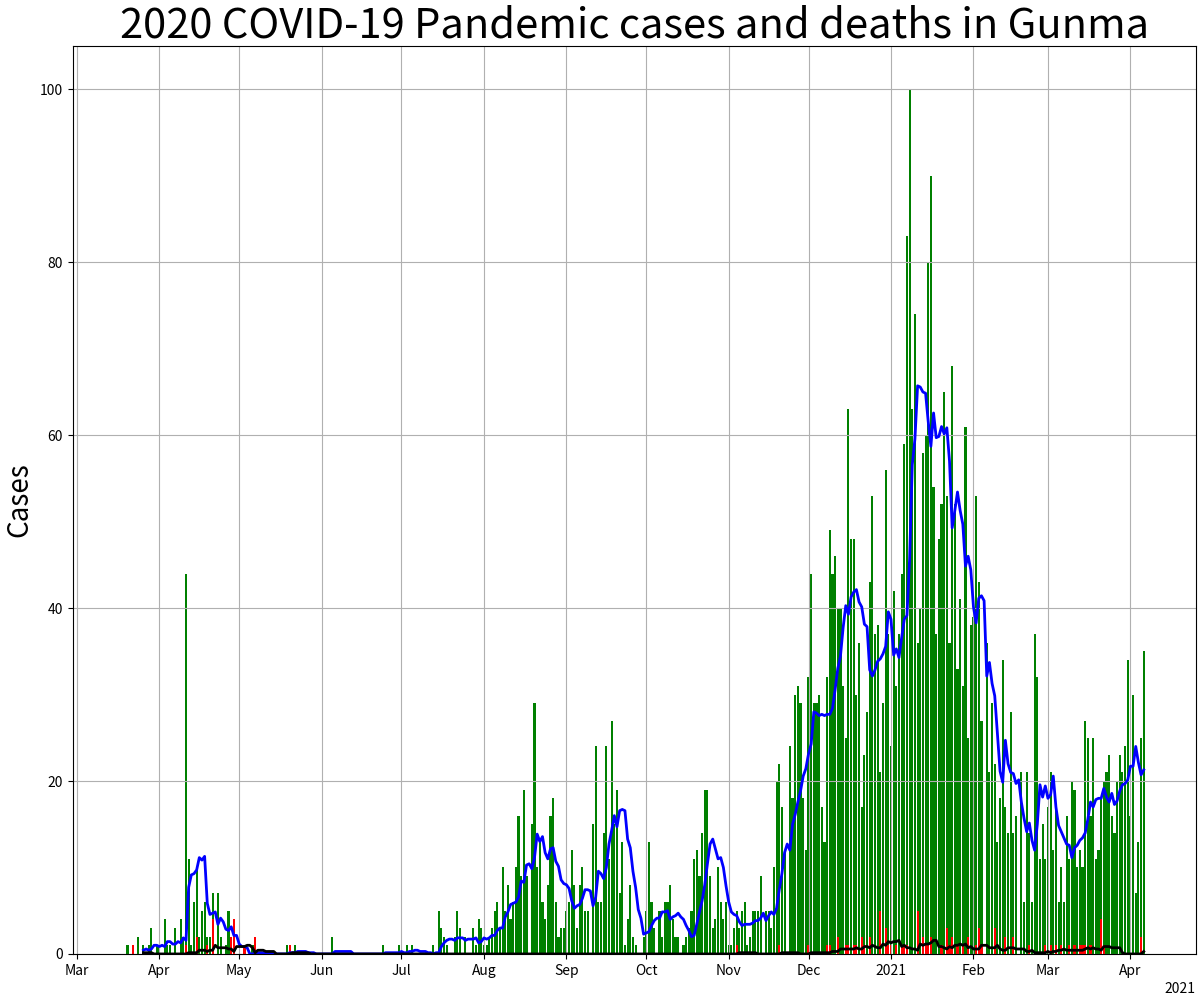 2020 COVID-19 Pandemic cases and deaths in Gunma
Cases
100
80
60
40
20
0
Mar Apr May Jun Jul Aug Sep Oct Nov Dec 2021 Feb Mar Apr
2021